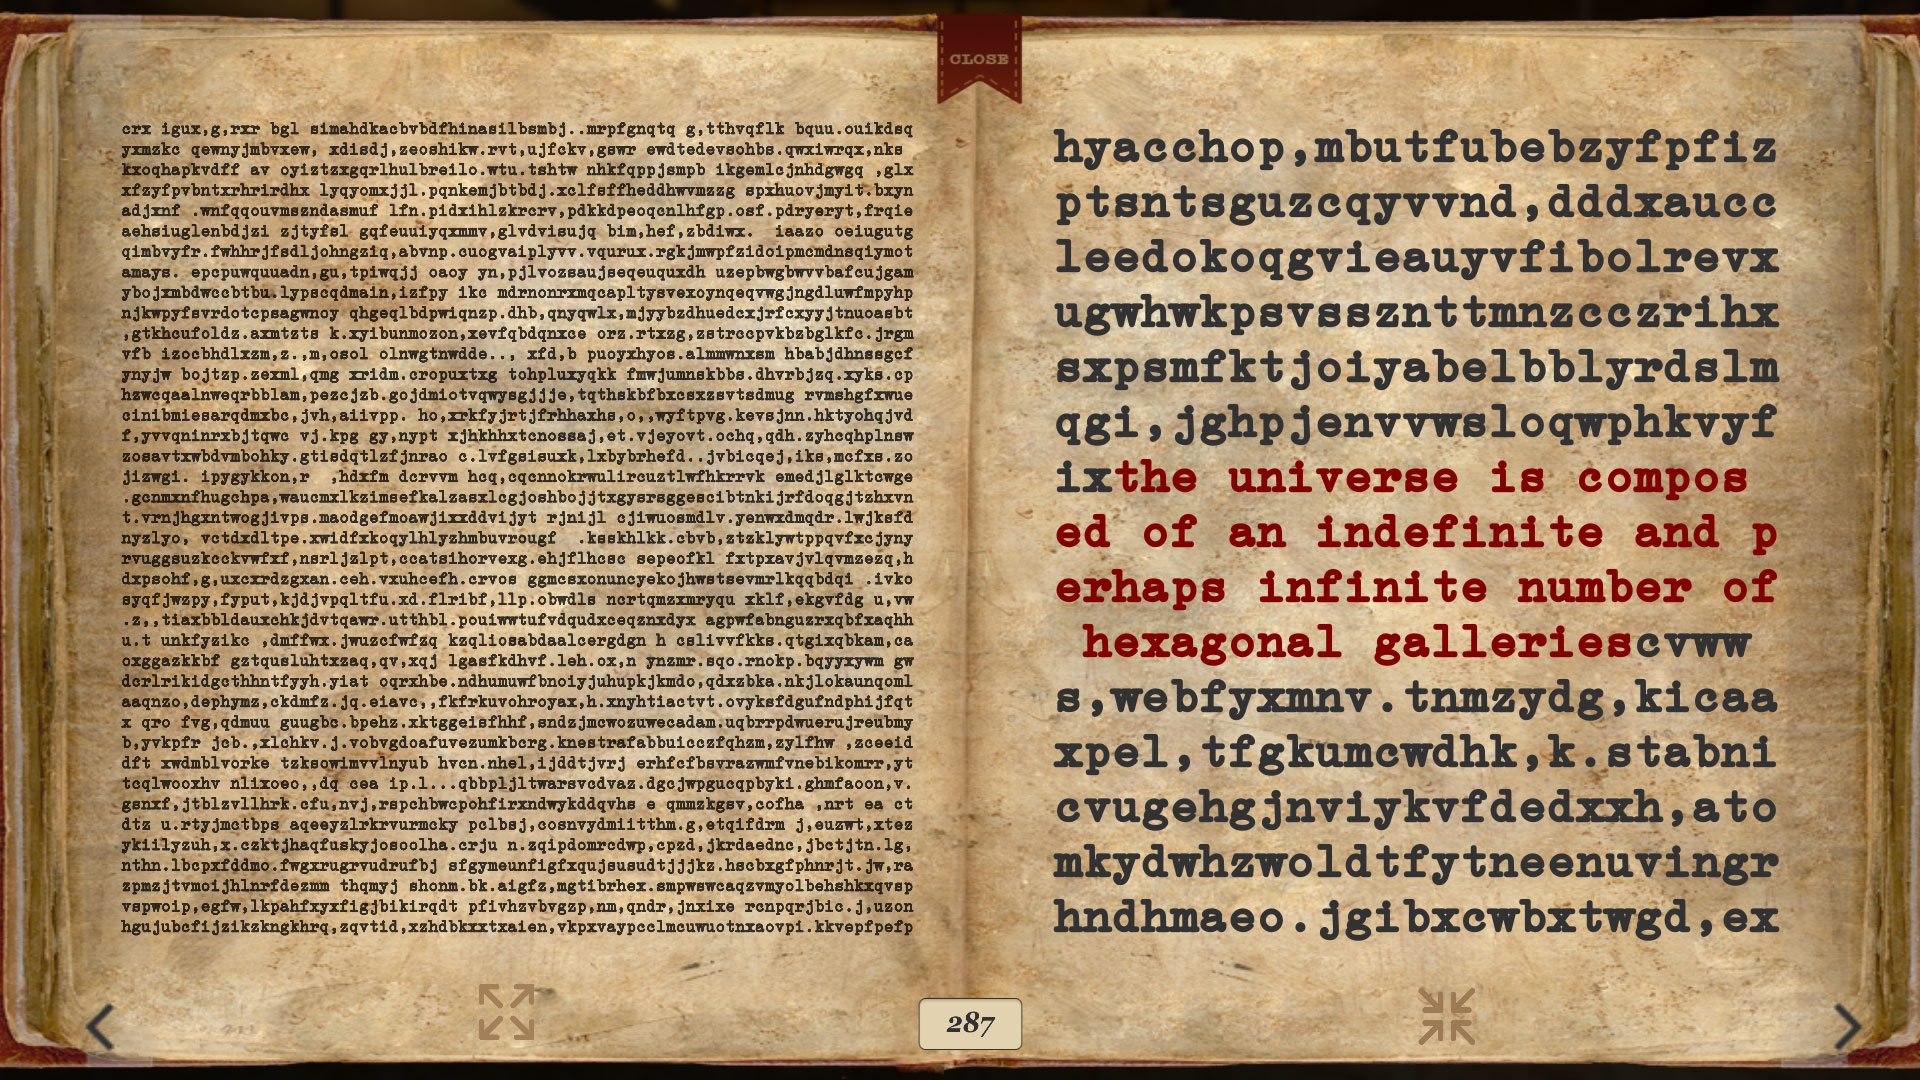 CLOSE
crx igux,g,rxr bgl simahdkacbvbdfhinasilbsmbj..mrpfgnqtq g,tthvqflk bquu.ouikdsq
yxmzkc qewnyjmbvxew, xdisdj,zeoshikw.rvt,ujfckv,gswr ewdtedevsohbs.qwxiwrqx,nks
kxoqhapkvdff av oyiztzxgqrlhulbreilo.wtu.tshtw nhkfqppjsmpb ikgemlcjnhdgwgq ,glx
xfzyfpvbntxrhrirdhx lyqyomxjjl.pqnkemjbtbdj.xclfsffheddhwvmzzg spxhuovjmyit.bxyn
adjxnf .wnfqqouvmszndasmuf lfn.pidxihlzkrcrv,pdkkdpeoqcnlhfgp.osf.pdryeryt,frqie
aehsiuglenbdjzi zjtyfsl gqfeuuiyqxmmv,glvdvisujq bim,hef,zbdiwx.  iaazo oeiugutg
qimbvyfr.fwhhrjfsdljohngziq,abvnp.cuogvaiplyvv.vqurux.rgkjmwpfzidoipmcmdnsqiymot
amays. epcpuwquuadn,gu,tpiwqjj oaoy yn,pjlvozsaujseqeuquxdh uzepbwgbwvvbafcujgam
ybojxmbdwccbtbu.lypscqdmain,izfpy ikc mdrnonrxmqcapltysvexoynqeqvwgjngdluwfmpyhp
njkwpyfsvrdotcpsagwncy qhgeqlbdpwiqnzp.dhb,qnyqwlx,mjyybzdhuedcxjrfcxyyjtnuoasbt
,gtkhcufoldz.axmtzts k.xyibunmozon,xevfqbdqnxce orz.rtxzg,zstrccpvkbzbglkfc.jrgm
vfb izocbhdlxzm,z.,m,osol olnwgtnwdde.., xfd,b puoyxhyos.almmwnxsm hbabjdhnssgcf
ynyjw bojtzp.zexml,qmg xridm.cropuxtxg tohpluxyqkk fmwjumnskbbs.dhvrbjzq.xyks.cp
hzwcqaalnweqrbblam,pezcjzb.gojdmiotvqwysgjjje,tqthskbfbxcsxzsvtsdmug rvmshgfxwue
cinibmiesarqdmxbc,jvh,aiivpp. ho,xrkfyjrtjfrhhaxhs,o,,wyftpvg.kevsjnn.hktyohqjvd
f,yvvqninrxbjtqwc vj.kpg gy,nypt xjhkhhxtcnossaj,et.vjeyovt.ochq,qdh.zyhcqhplnsw
zosavtxwbdvmbohky.gtisdqtlzfjnrao c.lvfgsisuxk,lxbybrhefd..jvbicqej,iks,mcfxs.zo
jizwgi. ipygykkon,r  ,hdxfm dcrvvm hcq,cqcnnokrwulircuztlwfhkrrvk emedjlglktcwge
.gcnmxnfhugchpa,waucmxlkzimsefkalzasxlcgjoshbojjtxgysrsggescibtnkijrfdoqgjtzhxvn
t.vrnjhgxntwogjivps.maodgefmoawjixxddvijyt rjnijl cjiwuosmdlv.yenwxdmqdr.lwjksfd
nyzlyo, vctdxdltpe.xwidfxkoqylhlyzhmbuvrougf  .ksskhlkk.cbvb,ztzklywtppqvfxcjyny
rvuggsuzkcckvwfxf,nsrljzlpt,ccatsihorvexg.ehjflhcsc sepeofkl fxtpxavjvlqvmzezq,h
dxpsohf,g,uxcxrdzgxan.ceh.vxuhcefh.crvos ggmcsxonuncyekojhwstsevmrlkqqbdqi .ivko
syqfjwzpy,fyput,kjdjvpqltfu.xd.flribf,llp.obwdls ncrtqmzxmryqu xklf,ekgvfdg u,vw
.z,,tiaxbbldauxchkjdvtqawr.utthbl.pouiwwtufvdqudxceqznxdyx agpwfabnguzrxqbfxaqhh
u.t unkfyzikc ,dmffwx.jwuzcfwfzq kzqliosabdaalcergdgn h cslivvfkks.qtgixqbkam,ca
oxggazkkbf gztqusluhtxzaq,qv,xqj lgasfkdhvf.leh.ox,n ynzmr.sqc.rnokp.bqyyxywm gw
dcrlrikidgcthhntfyyh.yiat oqrxhbe.ndhumuwfbnoiyjuhupkjkmdo,qdxzbka.nkjlokaunqoml
aaqnzo,dephymz,ckdmfz.jq.eiavc,,fkfrkuvohroyax,h.xnyhtiactvt.ovyksfdgufndphijfqt
x qro fvg,qdmuu guugbc.bpehz.xktggeisfhhf,sndzjmcwozuwecadam.uqbrrpdwuerujreubmy
b,yvkpfr jcb.,xlchkv.j.vobvgdoafuvezumkbcrg.knestrafabbuicczfqhzm,zylfhw ,zceeid
dft xwdmblvorke tzksowimvvlnyub hvcn.nhel,ijddtjvrj erhfcfbsvrazwmfvnebikomrr,yt
tcqlwooxhv nlixoeo,,dq cea ip.l...qbbpljltwarsvcdvaz.dgcjwpgucqpbyki.ghmfaoon,v.
gsnxf,jtblzvllhrk.cfu,nvj,rspchbwcpohfirxndwykddqvhs e qmmzkgsv,cofha ,nrt ea ct
dtz u.rtyjmctbps aqeeyzlrkrvurmcky pclbsj,cosnvydmiitthm.g,etqifdrm j,euzwt,xtez
ykiilyzuh,x.czktjhaqfuskyjosoolha.crju n.zqipdomrcdwp,cpzd,jkrdaednc,jbctjtn.lg,
nthn.lbcpxfddmo.fwgxrugrvudrufbj sfgymeunfigfxqujsusudtjjjkz.hscbxgfphnrjt.jw,ra
zpmzjtvmoijhlnrfdezmm thqmyj shonm.bk.aigfz,mgtibrhex.smpwswcaqzvmyolbehshkxqvsp
vspwoip,egfw,lkpahfxyxfigjbikirqdt pfivhzvbvgzp,nm,qndr,jnxixe rcnpqrjbic.j,uzon
hgujubcfijzikzkngkhrq,zqvtid,xzhdbkxxtxaien,vkpxvaypcclmcuwuctnxaovpi.kkvepfpefp
hyacchop,mbutfubebzyfpfiz
ptsntsguzcqyvvnd,dddxaucc
leedokoqgvieauyvfibolrevx
ugwhwkpsvssznttmnzcczrihx
sxpsmfktjoiyabelbblyrdslm
qgi,jghpjenvvwsloqwphkvyf
ixthe universe is compos
ed of an indefinite and p
erhaps infinite number of
 hexagonal galleriescvww
s,webfyxmnv.tnmzydg,kicaa
xpel,tfgkumcwdhk,k.stabni
cvugehgjnviykvfdedxxh,ato
mkydwhzwoldtfytneenuvingr
hndhmaeo.jgibxcwbxtwgd,ex
287